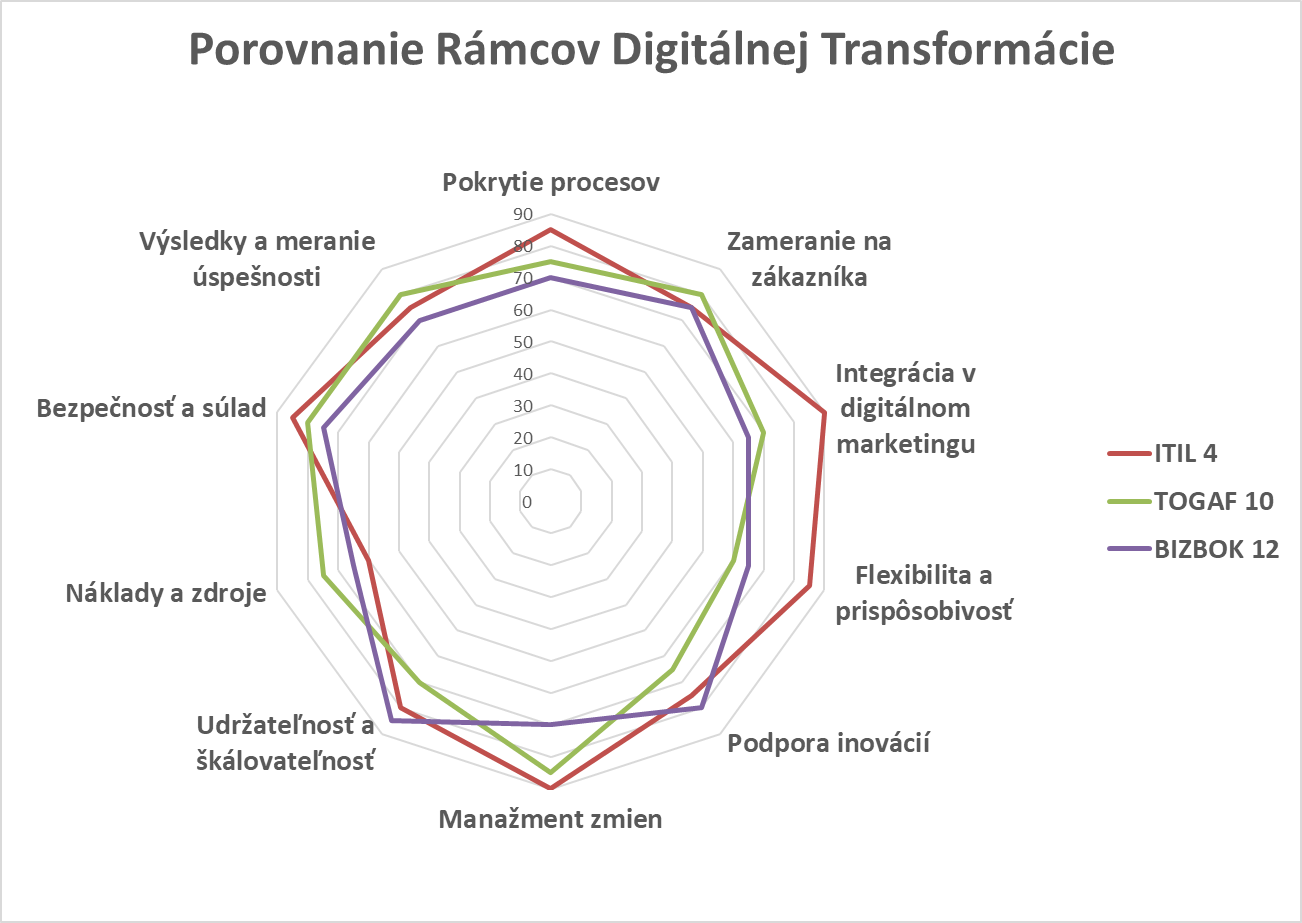 Porovnanie Rámcov Digitálnej Transformácie
Pokrytie procesov
Zameranie na
zákazníka
Integrácia v
digitálnom
marketingu
Flexibilita a
prispôsobivosť
Podpora inovácií
Manažment zmien
Udržateľnosť a
škálovateľnosť
Náklady a zdroje
Bezpečnosť a súlad
Výsledky a meranie
úspešnosti
90
80
70
60
50
40
30
20
10
0
ITIL 4
TOGAF 10
BIZBOK 12